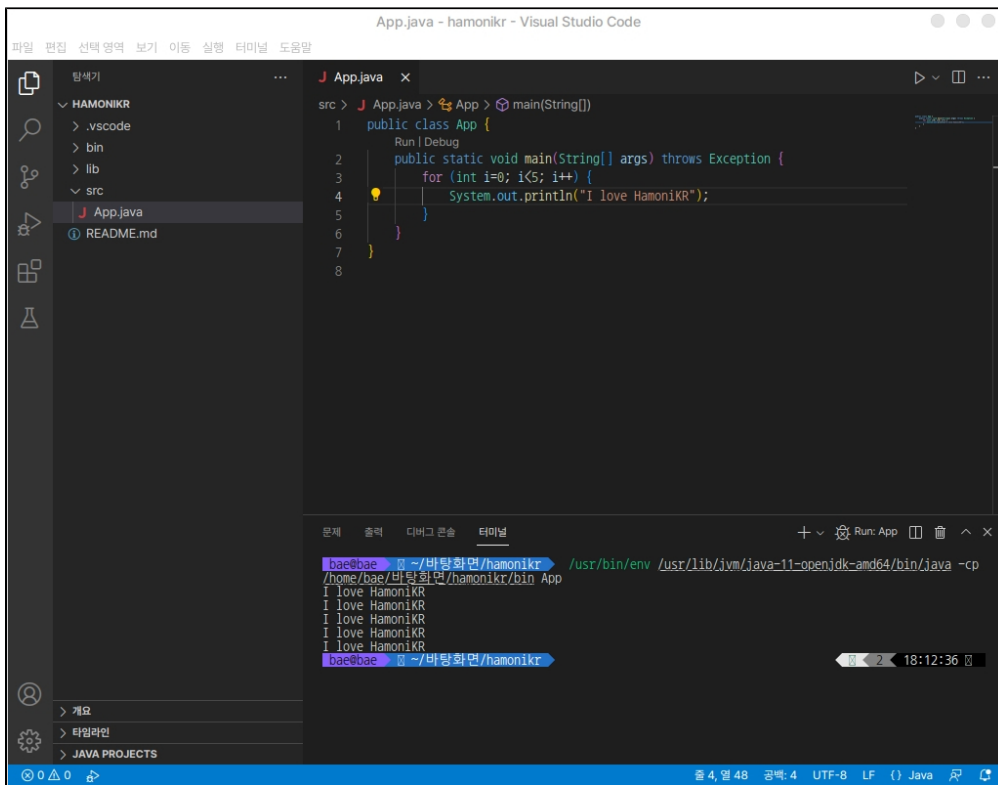 App.java - hamonikr - Visual Studio Code
파일 편집 선택 영역 보기 이동 실행 터미널 도움말
탐색기
HAMONIKR
.vscode
bin
lib
src
J App.java
README.md
개요
타임라인
JAVA PROJECTS
J App.java
src > J App.java > App > main(String[])
1 public class App {
Run | Debug
2 public static void main(String[] args) throws Exception {
3 for (int i=0; i<5; i++) {
4 System.out.println("I love HamoniKR");
5 }
6 }
7 }
8
문제 출력 디버그 콘솔 터미널 Run: App
bae@bae ~/바탕화면/hamonikr /usr/bin/env /usr/lib/jvm/java-11-openjdk-amd64/bin/java -cp
/home/bae/바탕화면/hamonikr/bin App
I love HamoniKR
I love HamoniKR
I love HamoniKR
I love HamoniKR
I love HamoniKR
bae@bae ~/바탕화면/hamonikr 2 18:12:36
0 0 줄 4, 열 48 공백: 4 UTF-8 LF {} Java